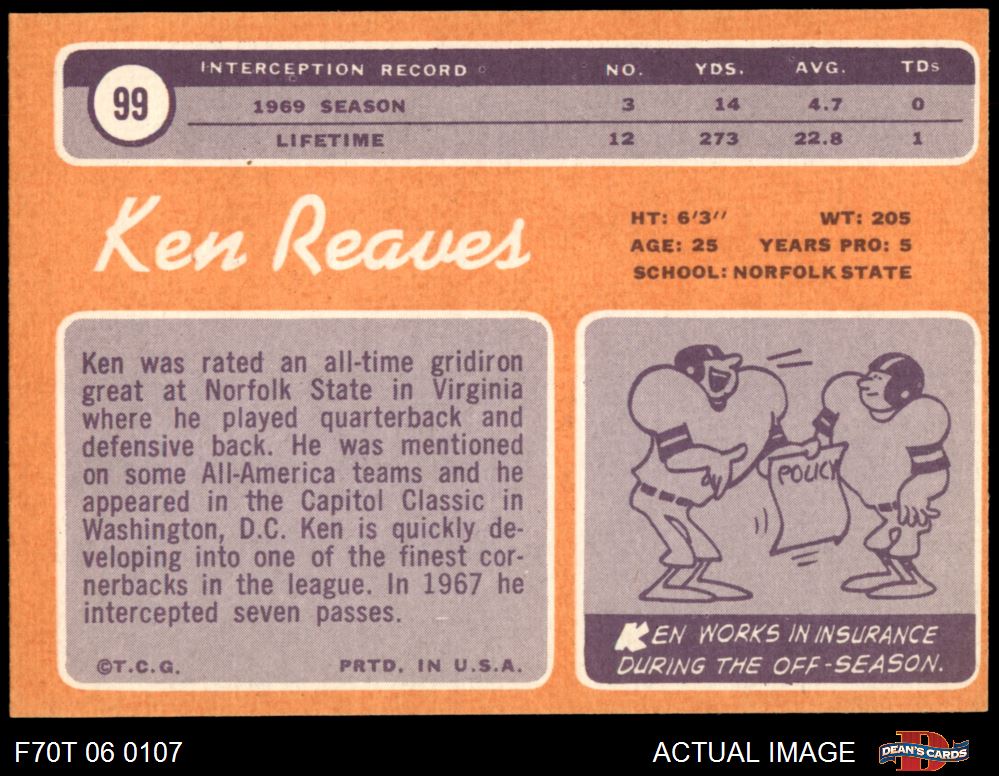 99
INTERCEPTION RECORD NO. YDS. AVG. TDs
1969 SEASON 3 14 4.7 0
LIFETIME 12 273 22.8 1
Ken Reaves
HT: 6'3" WT: 205
AGE: 25 YEARS PRO: 5
SCHOOL: NORFOLK STATE
Ken was rated an all-time gridiron
great at Norfolk State in Virginia
where he played quarterback and
defensive back. He was mentioned
on some All-America teams and he
appeared in the Capitol Classic in
Washington, D.C. Ken is quickly de-
veloping into one of the finest cor-
nerbacks in the league. In 1967 he
intercepted seven passes.
©T.C.G. PRTD. IN U.S.A.
POLICY
KEN WORKS IN INSURANCE
DURING THE OFF-SEASON.
F70T 06 0107 ACTUAL IMAGE DEAN'S CARDS